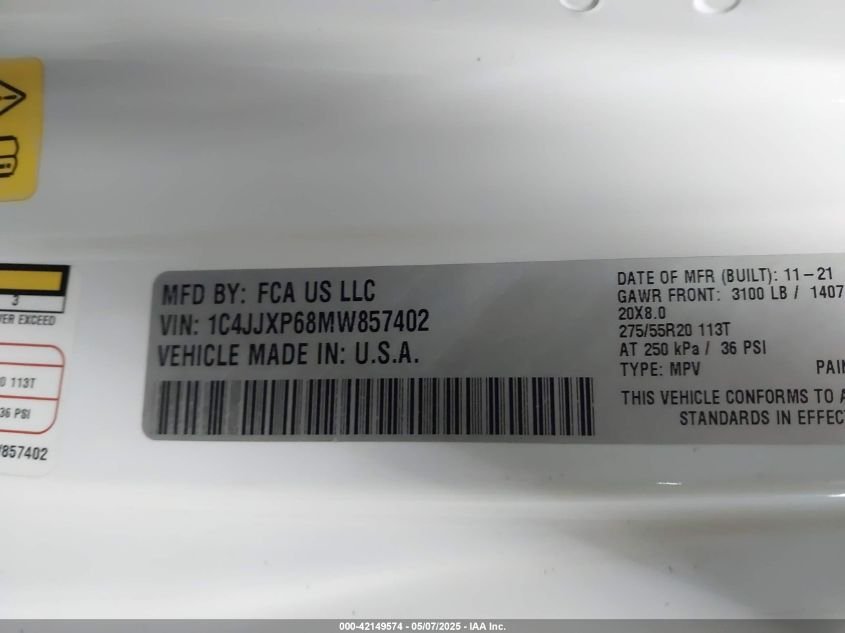 3
VER EXCEED
0 113T
36 PSI
857402
MFD BY: FCA US LLC
VIN: 1C4JJXP68MW857402
VEHICLE MADE IN: U.S.A.
DATE OF MFR (BUILT): 11-21
GAWR FRONT: 3100 LB / 1407
20X8.0
275/55R20 113T
AT 250 kPa / 36 PSI
TYPE: MPV PAIN
THIS VEHICLE CONFORMS TO A
STANDARDS IN EFFEC
000-42149574 - 05/07/2025 - IAA Inc.